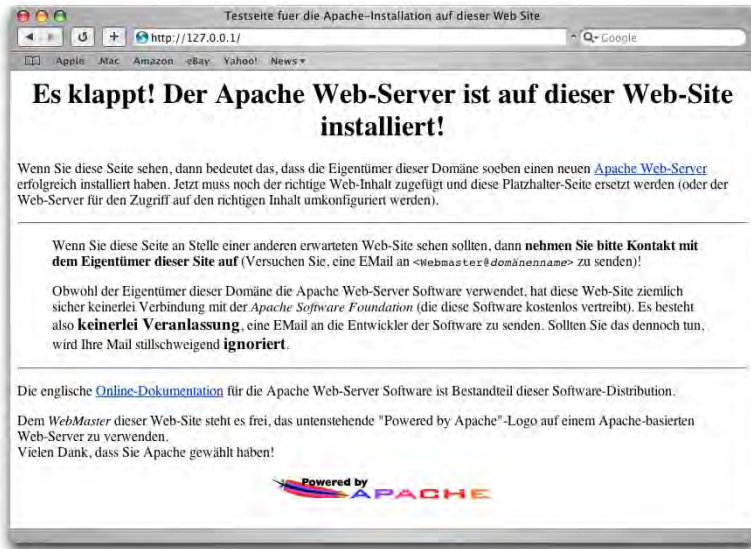 Testseite fuer die Apache-Installation auf dieser Web Site
http://127.0.0.1/
Google
Apple Mac Amazon eBay Yahoo! News
Es klappt! Der Apache Web-Server ist auf dieser Web-Site
installiert!
Wenn Sie diese Seite sehen, dann bedeutet das, dass die Eigentümer dieser Domäne soeben einen neuen Apache Web-Server
erfolgreich installiert haben. Jetzt muss noch der richtige Web-Inhalt zugefügt und diese Platzhalter-Seite ersetzt werden (oder der
Web-Server für den Zugriff auf den richtigen Inhalt umkonfiguriert werden).
Wenn Sie diese Seite an Stelle einer anderen erwarteten Web-Site sehen sollten, dann nehmen Sie bitte Kontakt mit
dem Eigentümer dieser Site auf (Versuchen Sie, eine EMail an <Webmaster@domänenname> zu senden)!
Obwohl der Eigentümer dieser Domäne die Apache Web-Server Software verwendet, hat diese Web-Site ziemlich
sicher keinerlei Verbindung mit der Apache Software Foundation (die diese Software kostenlos vertreibt). Es besteht
also keinerlei Veranlassung, eine EMail an die Entwickler der Software zu senden. Sollten Sie das dennoch tun,
wird Ihre Mail stillschweigend ignoriert.
Die englische Online-Dokumentation für die Apache Web-Server Software ist Bestandteil dieser Software-Distribution.
Dem WebMaster dieser Web-Site steht es frei, das untenstehende "Powered by Apache"-Logo auf einem Apache-basierten
Web-Server zu verwenden.
Vielen Dank, dass Sie Apache gewählt haben!
Powered by
APACHE